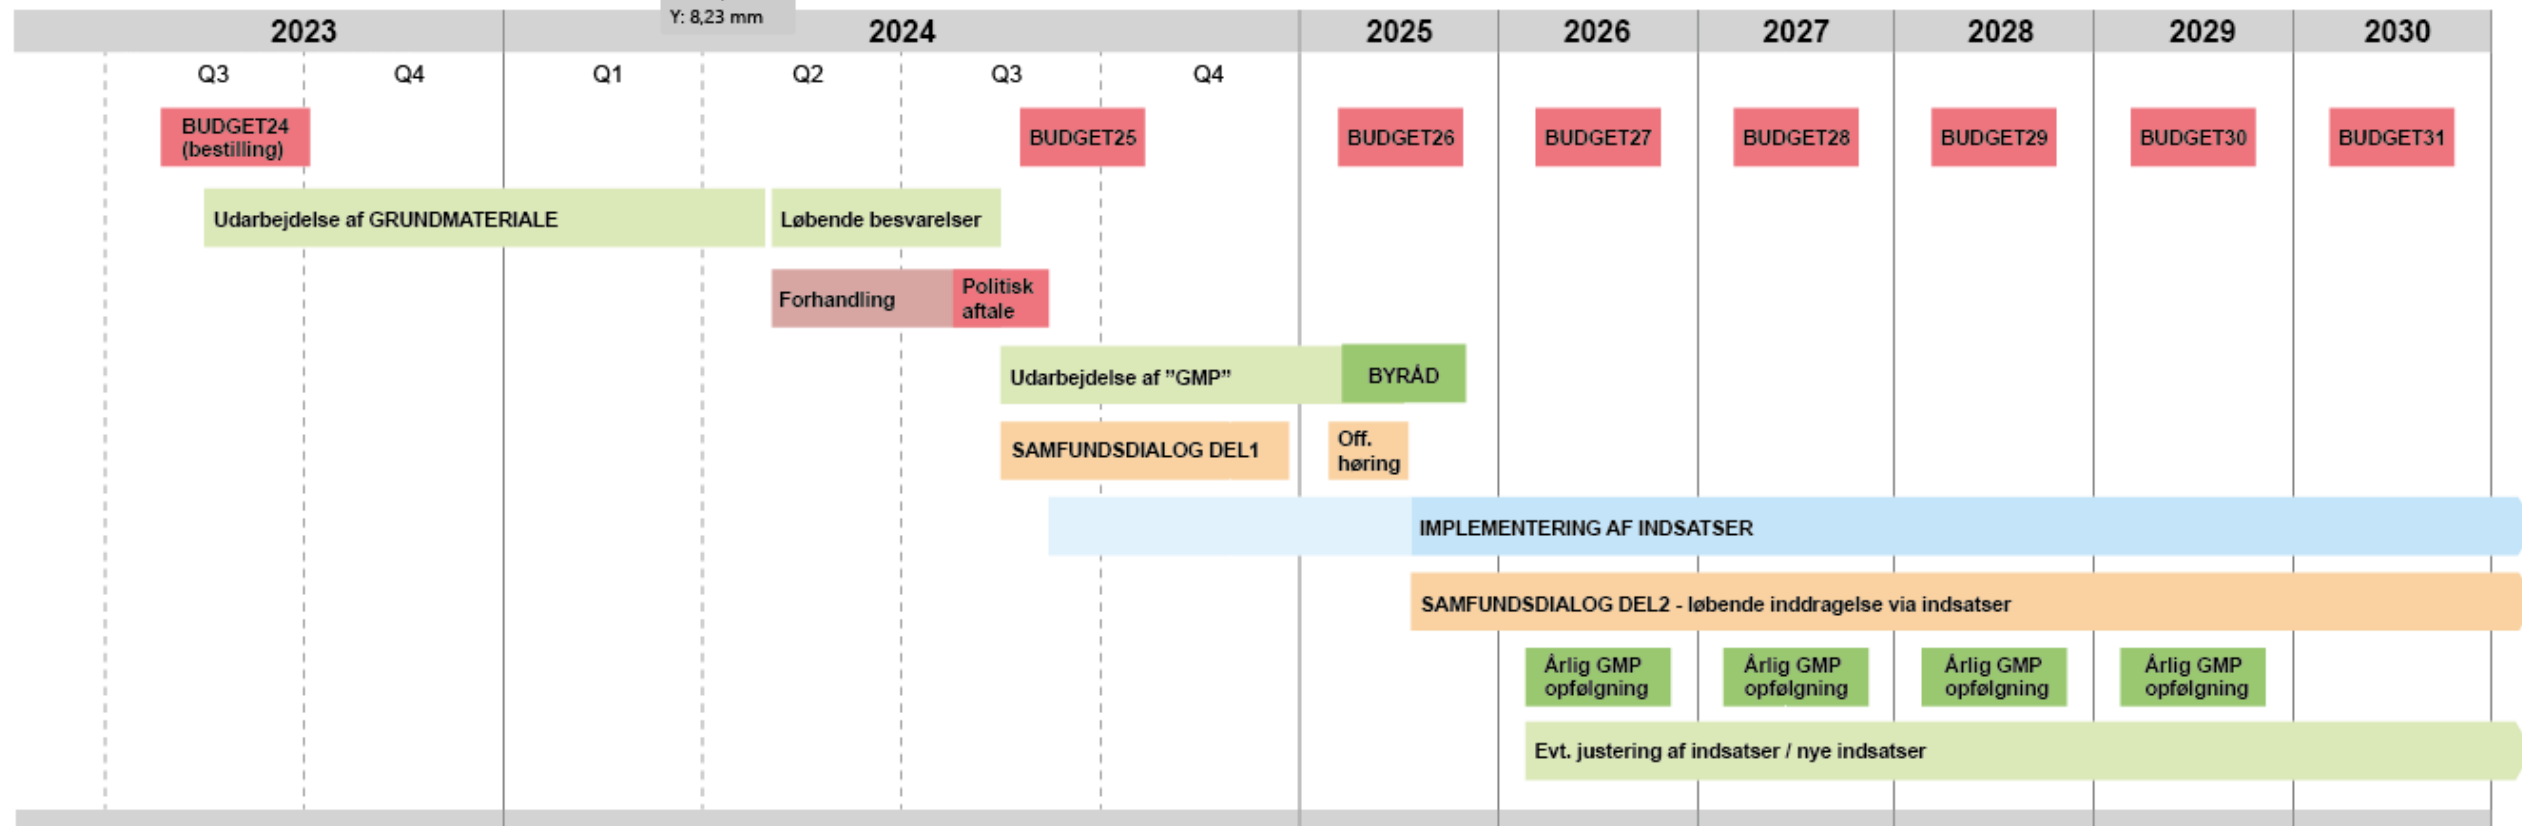 Y: 8,23 mm
2023 2024 2025 2026 2027 2028 2029 2030
Q3 Q4 Q1 Q2 Q3 Q4
BUDGET24
(bestilling)
BUDGET25
BUDGET26
BUDGET27
BUDGET28
BUDGET29
BUDGET30
BUDGET31
Udarbejdelse af GRUNDMATERIALE
Løbende besvarelser
Forhandling
Politisk
aftale
Udarbejdelse af ”GMP”
BYRÅD
SAMFUNDSDIALOG DEL1
Off.
høring
IMPLEMENTERING AF INDSATSER
SAMFUNDSDIALOG DEL2 - løbende inddragelse via indsatser
Årlig GMP
opfølgning
Årlig GMP
opfølgning
Årlig GMP
opfølgning
Årlig GMP
opfølgning
Evt. justering af indsatser / nye indsatser